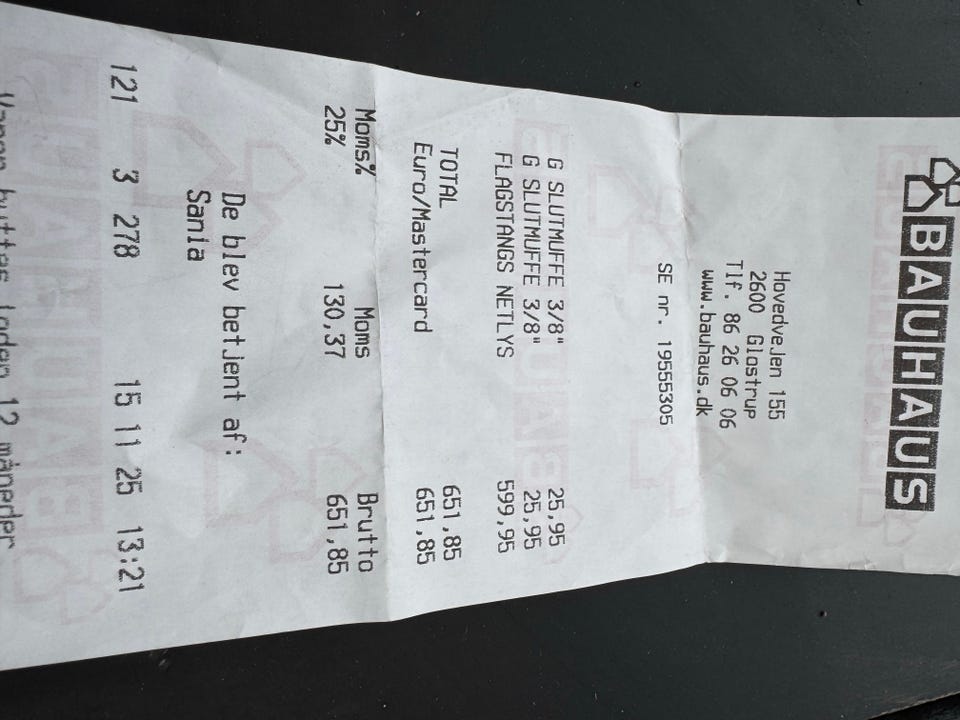 BAUHAUS
Hovedvejen 155
2600 Glostrup
Tlf. 86 26 06 06
www.bauhaus.dk
SE nr. 19555305
G SLUTMUFFE 3/8" 25,95
G SLUTMUFFE 3/8" 25,95
FLAGSTANGS NETLYS 599,95
TOTAL 651,85
Euro/Mastercard 651,85
Moms% Moms Brutto
25% 130,37 651,85
De blev betjent af:
Sanla
121 3 278 15 11 25 13:21
12 måneder